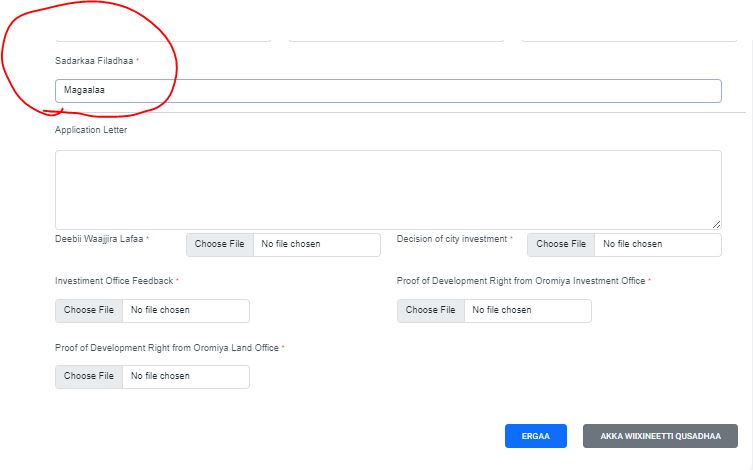 Sadarkaa Filadhaa *
Magaalaa
Application Letter
Deebii Waajjira Lafaa * Choose File No file chosen Decision of city investment * Choose File No file chosen
Investiment Office Feedback * Proof of Development Right from Oromiya Investment Office *
Choose File No file chosen Choose File No file chosen
Proof of Development Right from Oromiya Land Office *
Choose File No file chosen
ERGAA AKKA WIIXINEETTI QUSADHAA